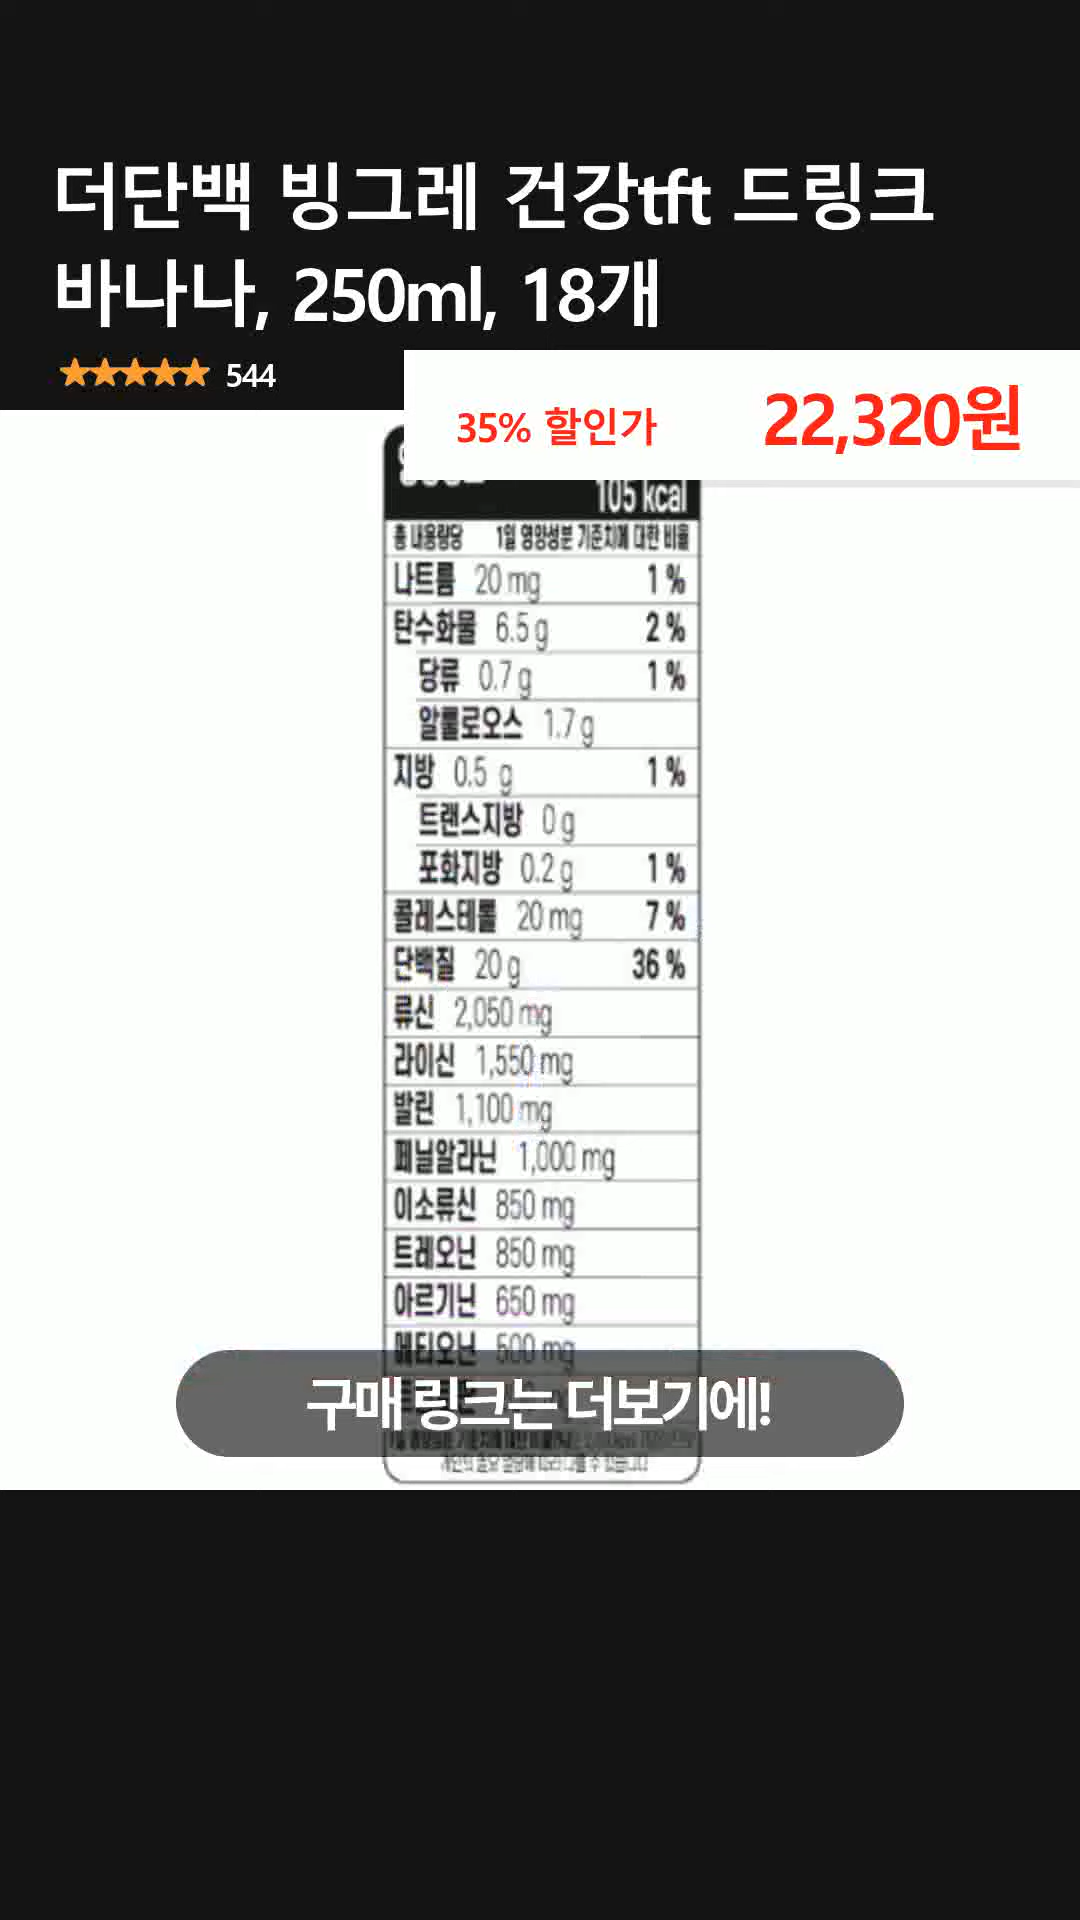 더단백 빙그레 건강tft 드링크
바나나, 250ml, 18개
★★★★★ 544
35% 할인가 22,320원
105 kcal
총 내용량당 1일 영양성분 기준치에 대한 비율
나트륨 20 mg 1 %
탄수화물 6.5 g 2 %
당류 0.7 g 1 %
알룰로오스 1.7 g
지방 0.5 g 1 %
트랜스지방 0 g
포화지방 0.2 g 1 %
콜레스테롤 20 mg 7 %
단백질 20 g 36 %
류신 2,050 mg
라이신 1,550 mg
발린 1,100 mg
페닐알라닌 1,000 mg
이소류신 850 mg
트레오닌 850 mg
아르기닌 650 mg
메티오닌 500 mg
구매 링크는 더보기에!